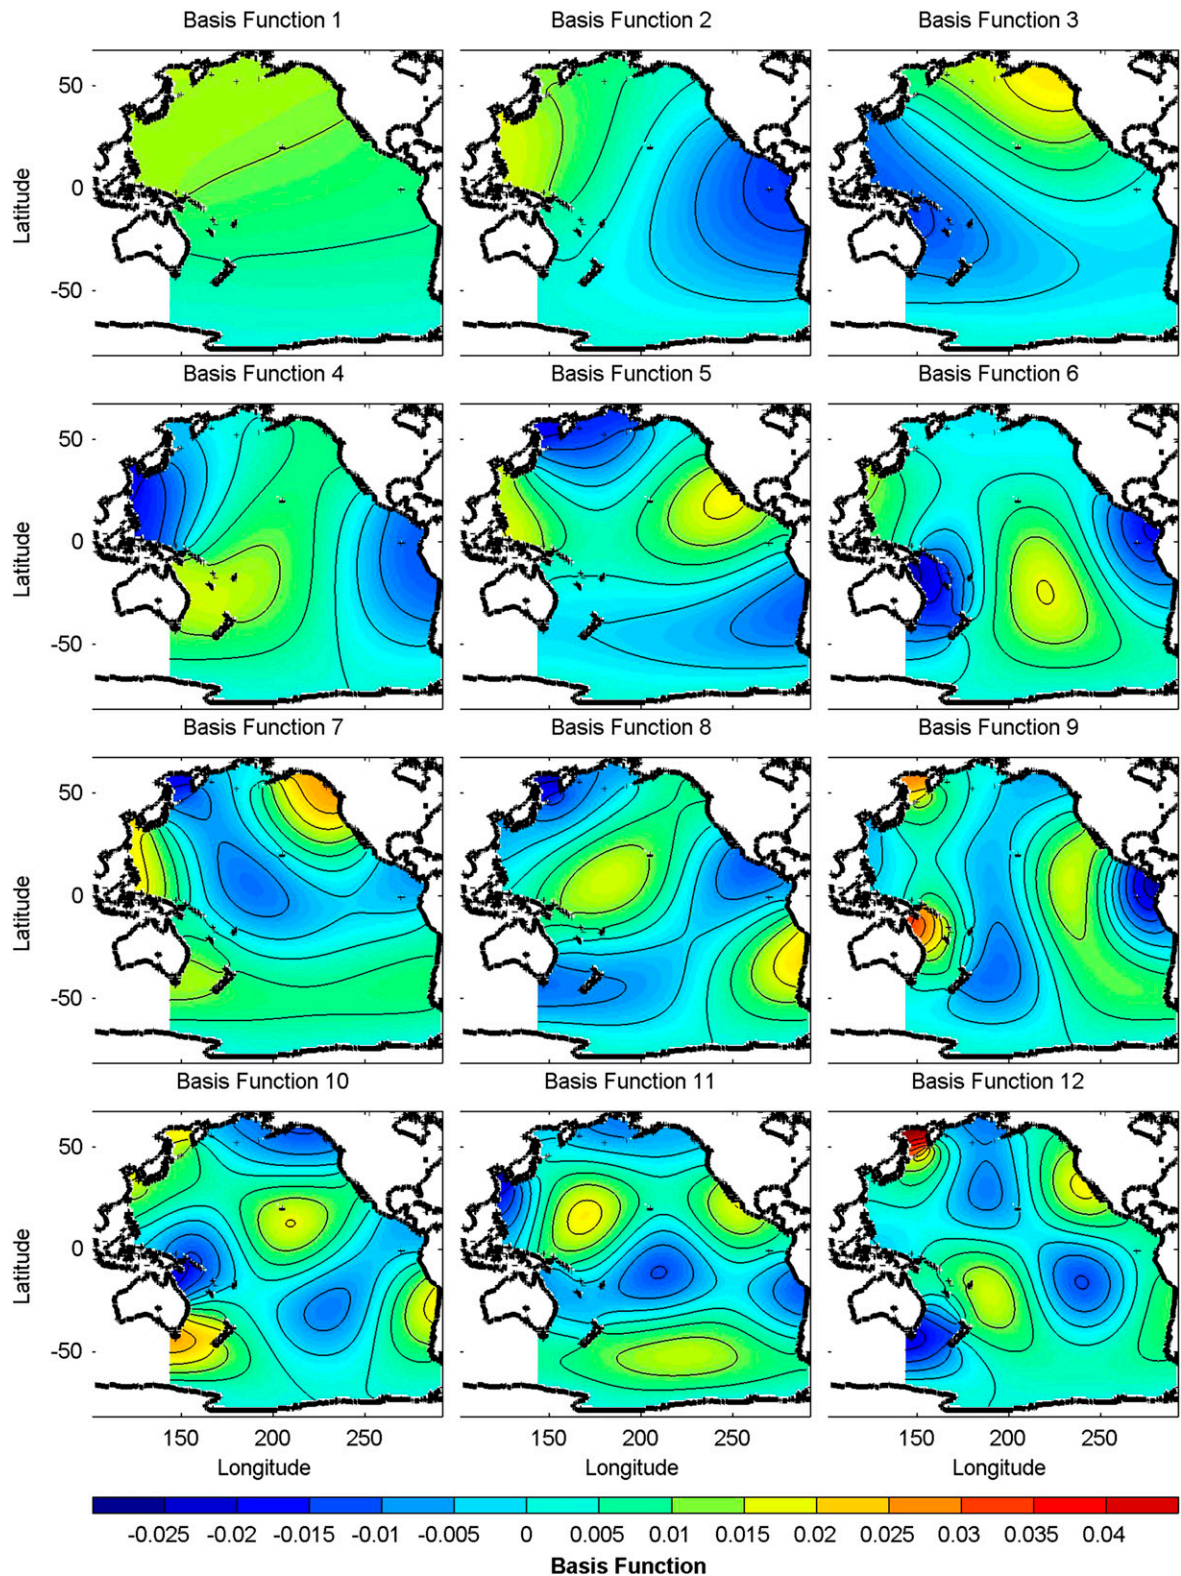 Basis Function 1 Basis Function 2 Basis Function 3
Latitude
50
0
-50
Basis Function 4 Basis Function 5 Basis Function 6
Latitude
50
0
-50
Basis Function 7 Basis Function 8 Basis Function 9
Latitude
50
0
-50
Basis Function 10 Basis Function 11 Basis Function 12
Latitude
50
0
-50
150 200 250 150 200 250 150 200 250
Longitude Longitude Longitude
-0.025 -0.02 -0.015 -0.01 -0.005 0 0.005 0.01 0.015 0.02 0.025 0.03 0.035 0.04
Basis Function